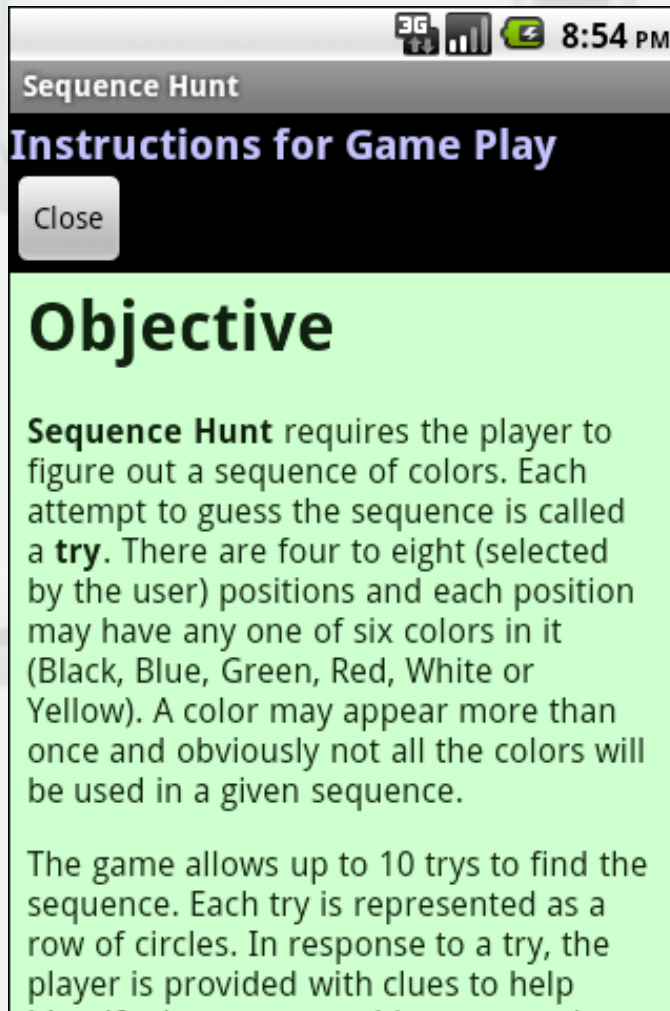 3G 8:54 PM
Sequence Hunt
Instructions for Game Play
Close
Objective
Sequence Hunt requires the player to
figure out a sequence of colors. Each
attempt to guess the sequence is called
a try. There are four to eight (selected
by the user) positions and each position
may have any one of six colors in it
(Black, Blue, Green, Red, White or
Yellow). A color may appear more than
once and obviously not all the colors will
be used in a given sequence.
The game allows up to 10 trys to find the
sequence. Each try is represented as a
row of circles. In response to a try, the
player is provided with clues to help